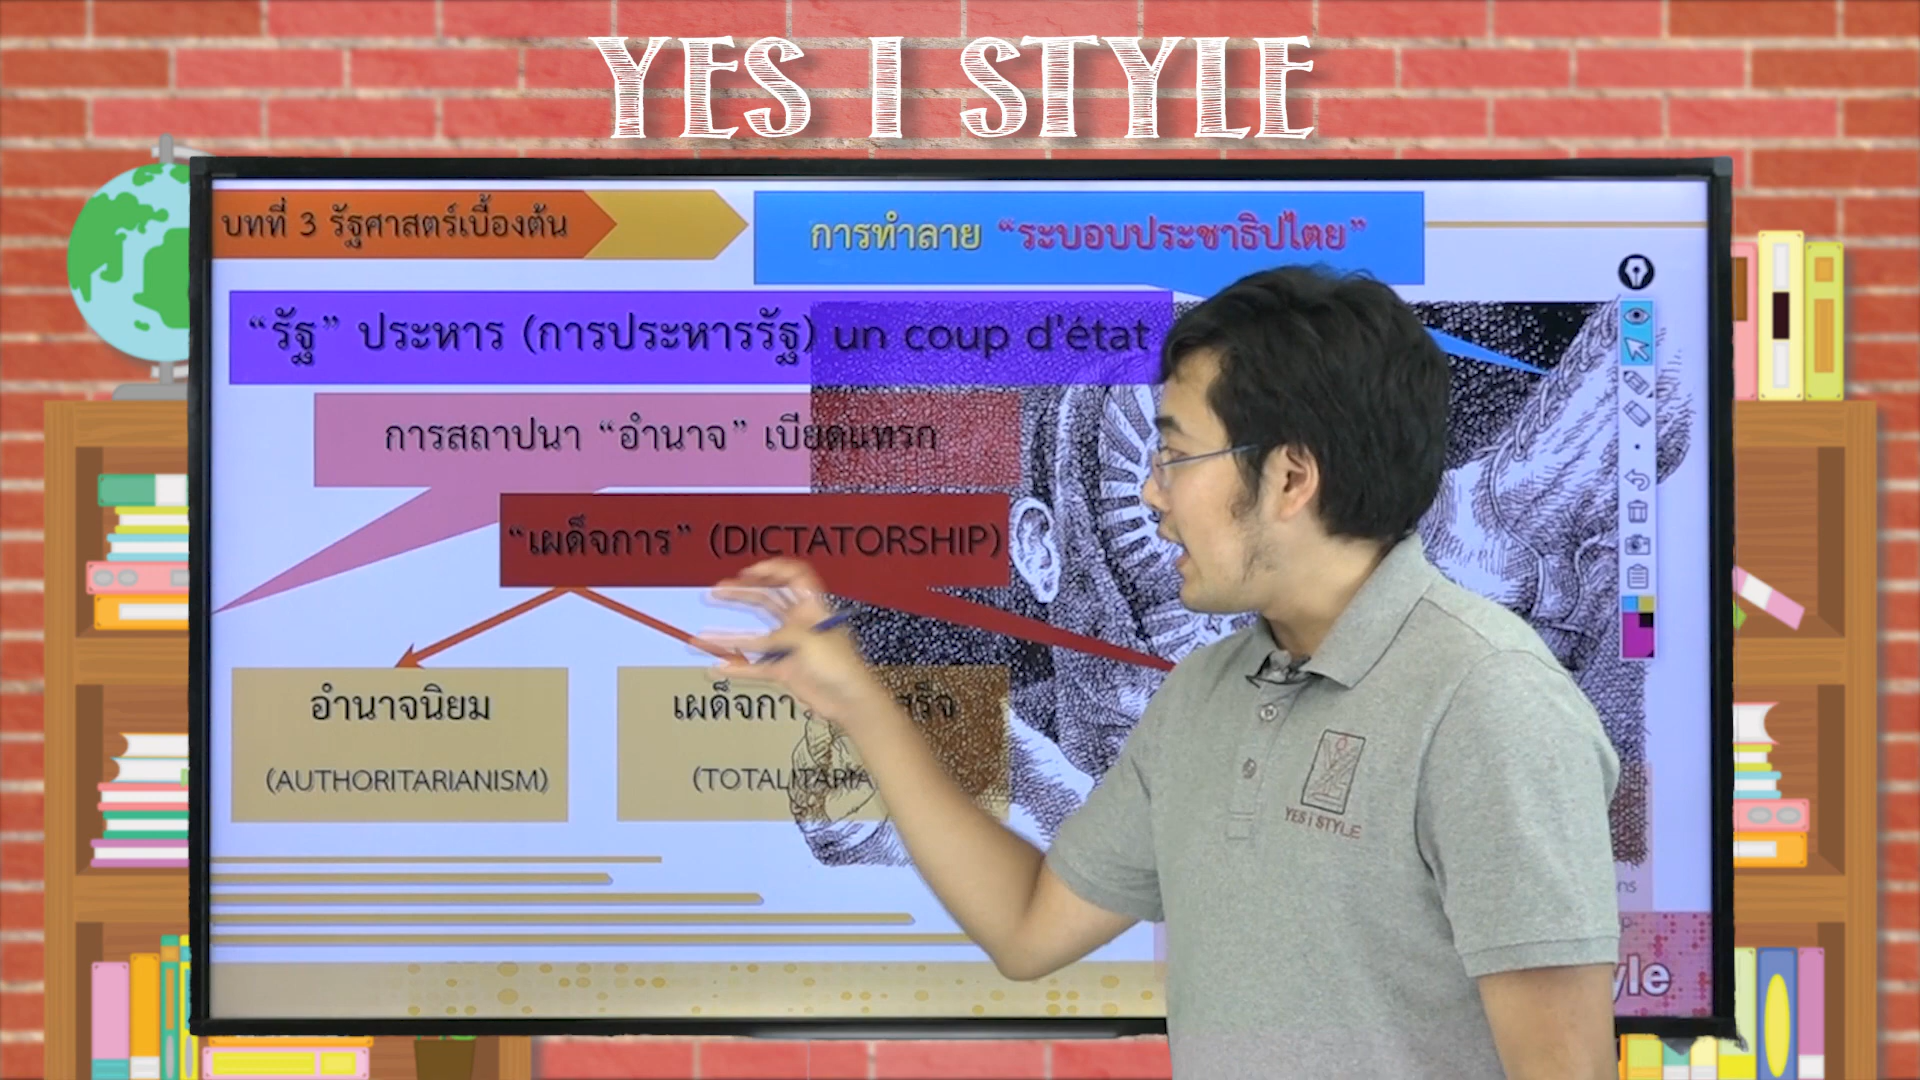 YES I STYLE
บทที่ 3 รัฐศาสตร์เบื้องต้น
การทำลาย “ระบอบประชาธิปไตย”
“รัฐ” ประหาร (การประหารรัฐ) un coup d'état
การสถาปนา “อำนาจ” เบียดแทรก
“เผด็จการ” (DICTATORSHIP)
อำนาจนิยม
(AUTHORITARIANISM)
YES i STYLE